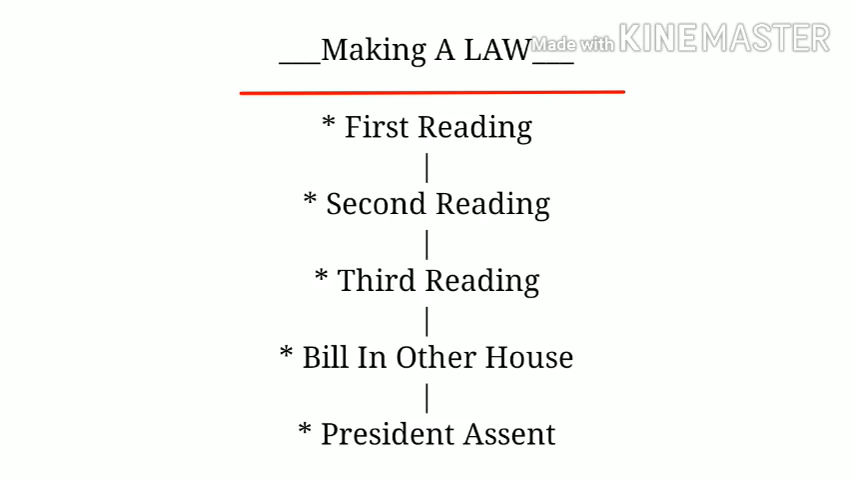 ___Making A LAW___
Made with KINEMASTER
* First Reading
|
* Second Reading
|
* Third Reading
|
* Bill In Other House
|
* President Assent